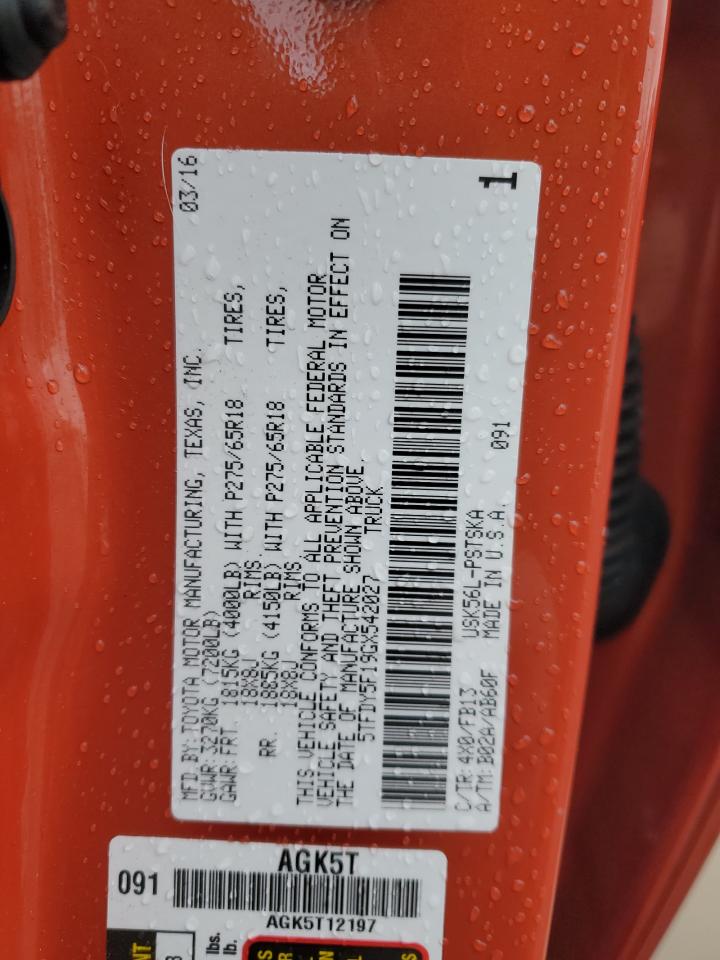 MFD BY:TOYOTA MOTOR MANUFACTURING, TEXAS, INC. 03/16
GVWR: 3270KG (7200LB)
GAWR: FRT. 1815KG (4000LB) WITH P275/65R18 TIRES,
18X8J RIMS
RR. 1885KG (4150LB) WITH P275/65R18 TIRES,
18X8J RIMS
THIS VEHICLE CONFORMS TO ALL APPLICABLE FEDERAL MOTOR
VEHICLE SAFETY AND THEFT PREVENTION STANDARDS IN EFFECT ON
THE DATE OF MANUFACTURE SHOWN ABOVE.
5TFDY5F19GX542027 TRUCK
C/TR: 4X0/FB13 USK56L-PSTSKA
A/TM: B02A/AB60F MADE IN U.S.A. 091
1
AGK5T
091
AGK5T12197
lbs.
lb.